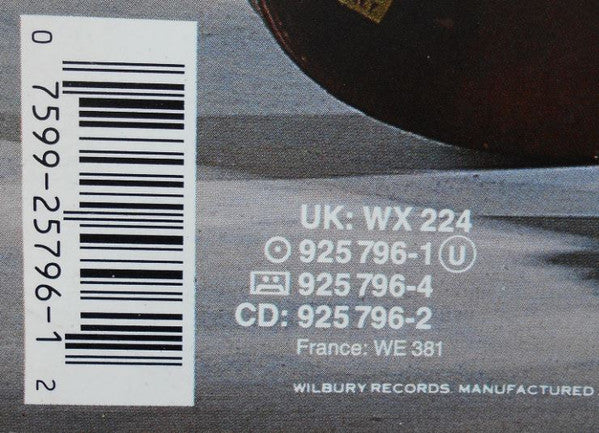 0 7599-25796-1 2
UK: WX 224
925 796-1 U
925 796-4
CD: 925 796-2
France: WE 381
WILBURY RECORDS. MANUFACTURED